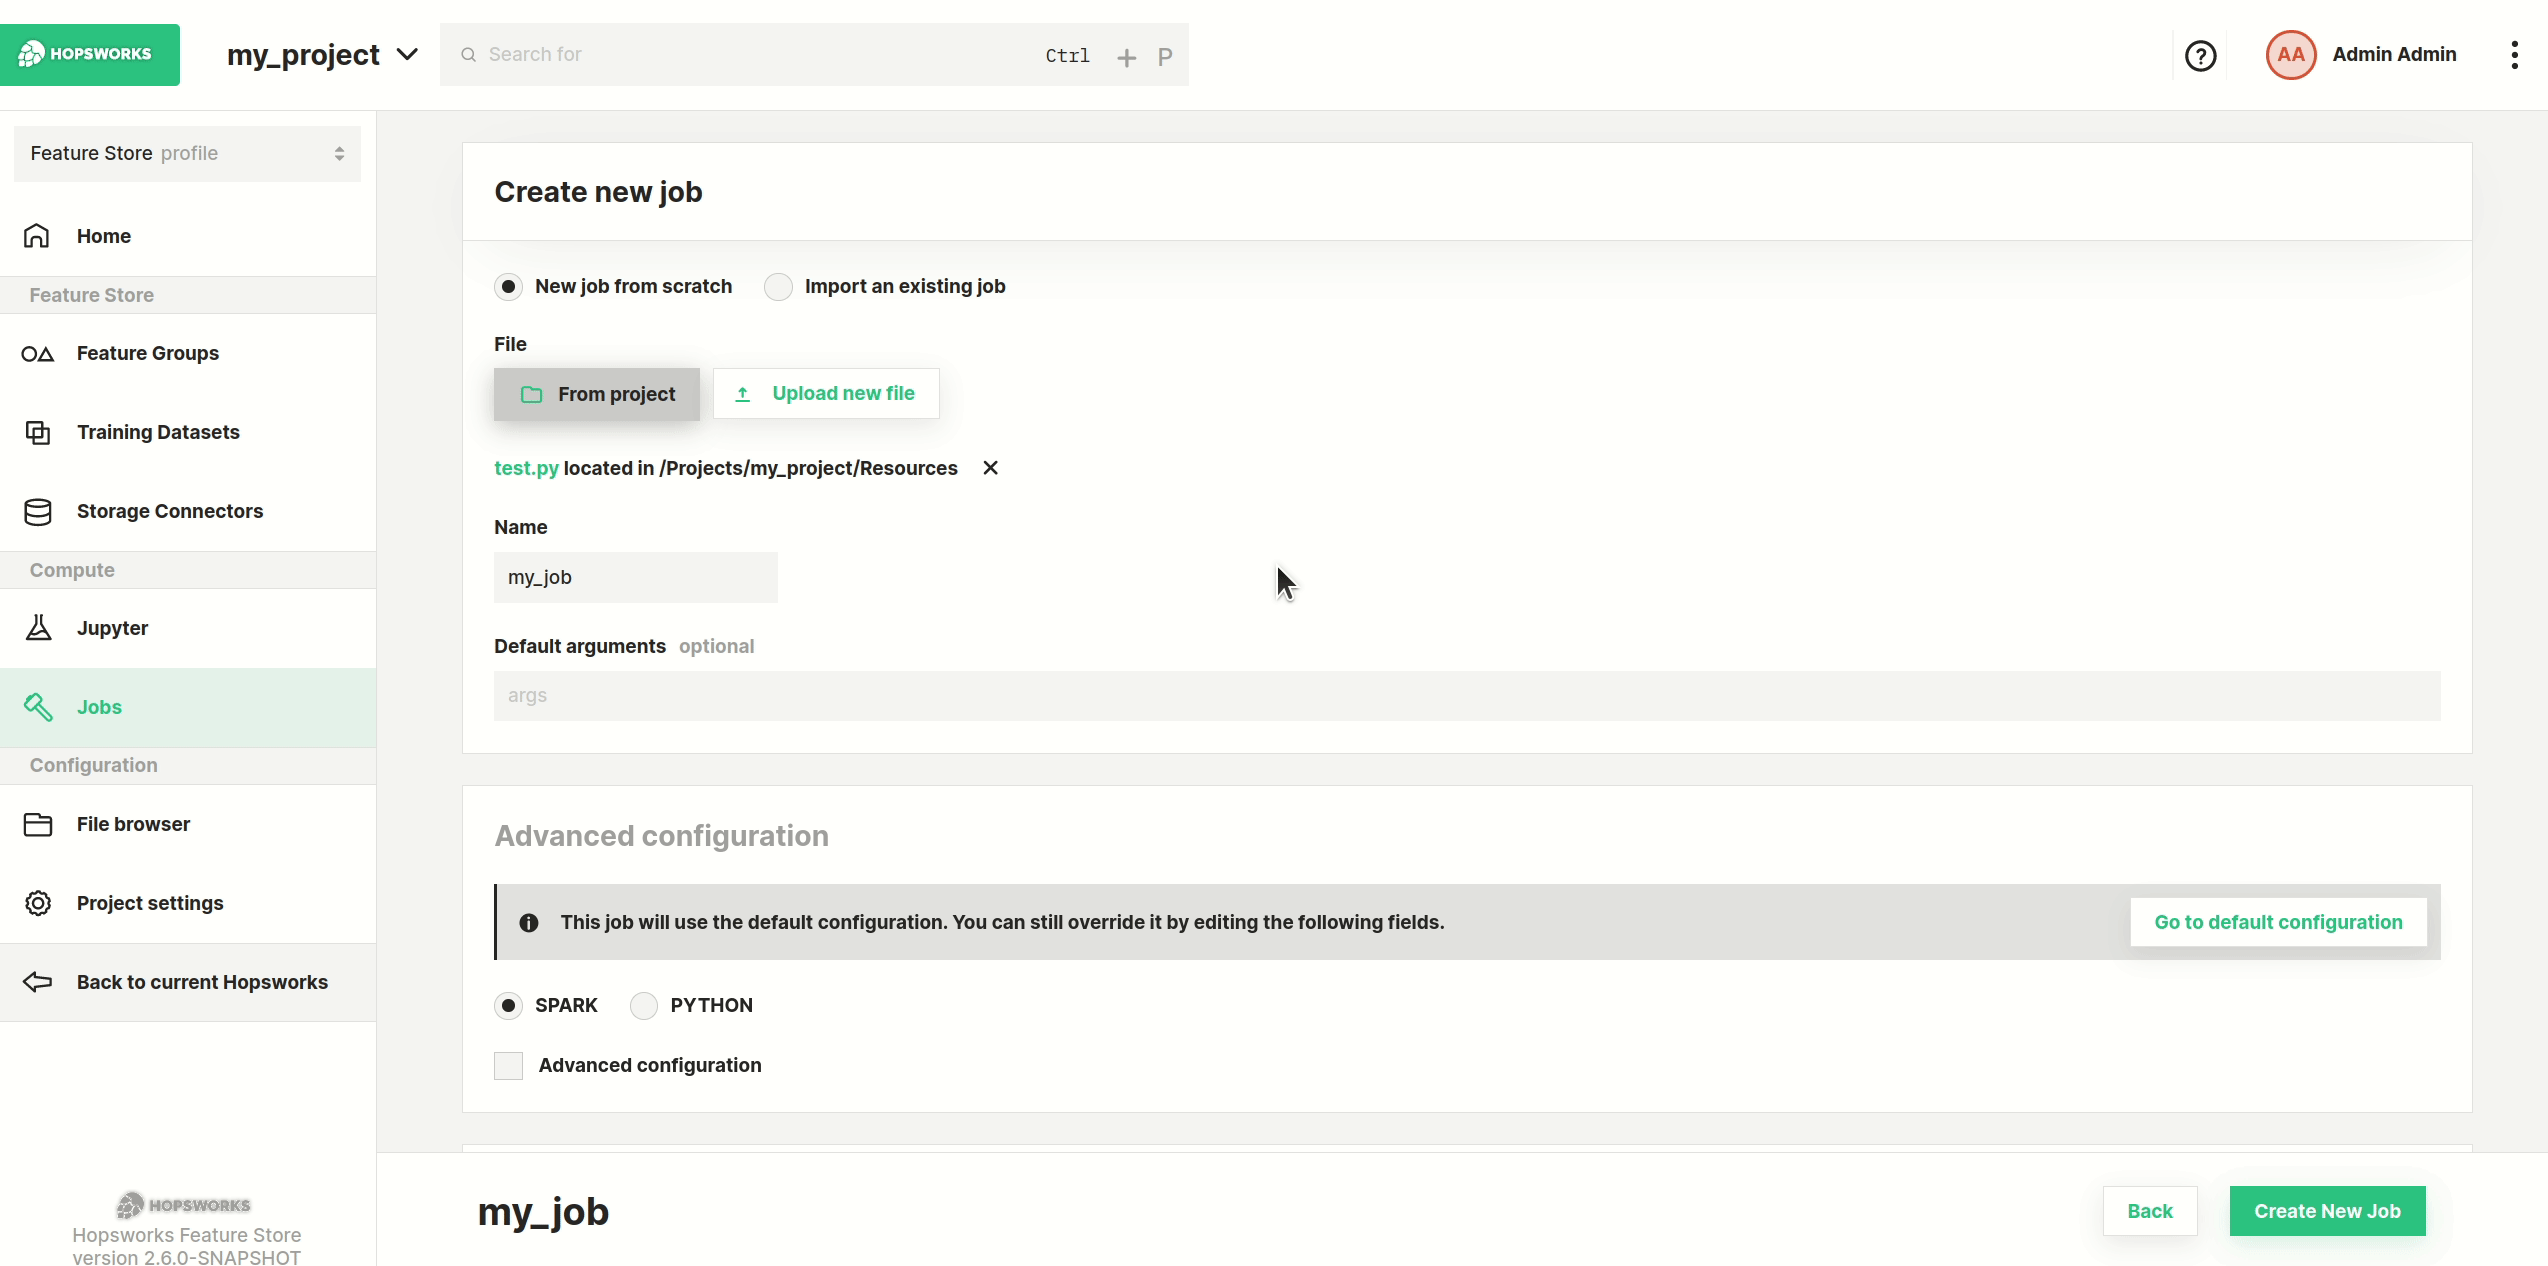 HOPSWORKS
my_project
Search for
Ctrl + P
AA
Admin Admin
Feature Store profile
Home
Feature Store
Feature Groups
Training Datasets
Storage Connectors
Compute
Jupyter
Jobs
Configuration
File browser
Project settings
Back to current Hopsworks
HOPSWORKS
Hopsworks Feature Store
version 2.6.0-SNAPSHOT
Create new job
New job from scratch
Import an existing job
File
From project
Upload new file
test.py located in /Projects/my_project/Resources
Name
my_job
Default arguments optional
args
Advanced configuration
This job will use the default configuration. You can still override it by editing the following fields.
Go to default configuration
SPARK
PYTHON
Advanced configuration
my_job
Back
Create New Job